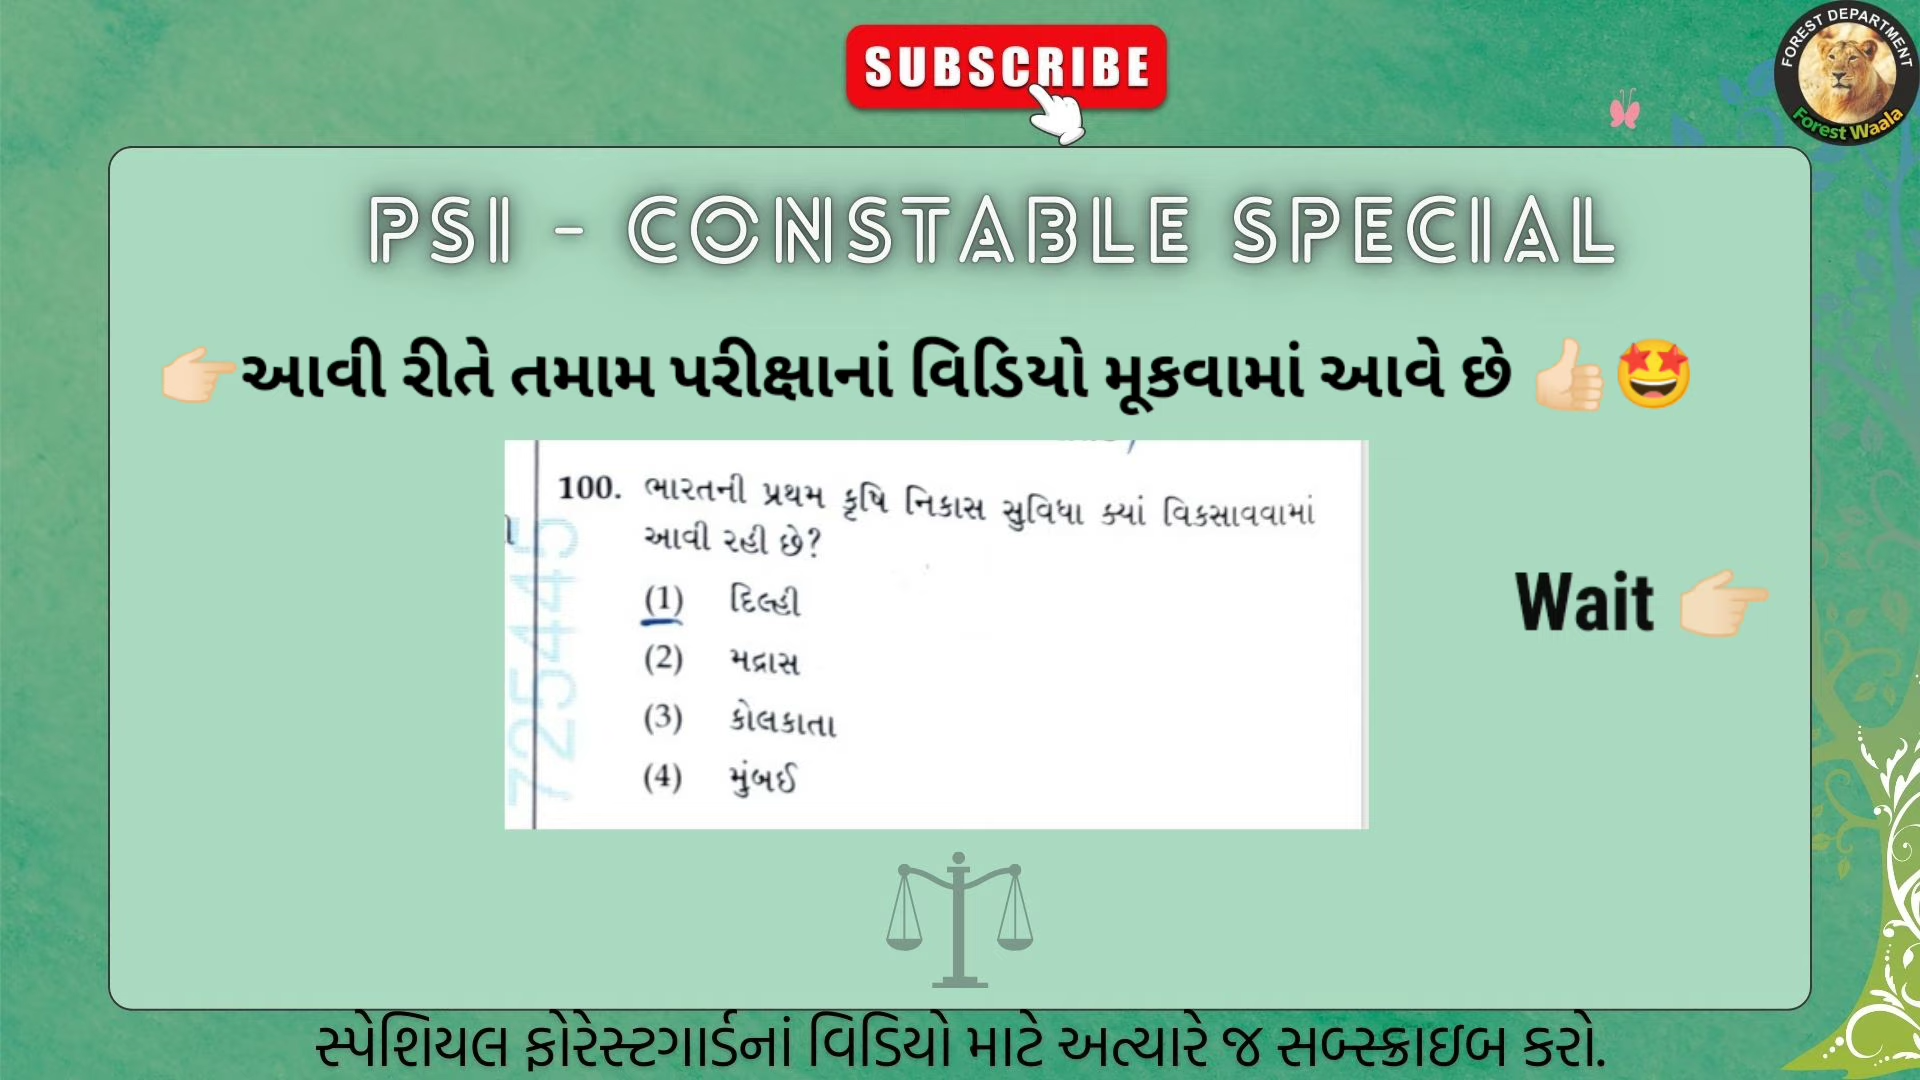 SUBSCRIBE
FOREST DEPARTMENT
Forest Waala
PSI - CONSTABLE SPECIAL
આવી રીતે તમામ પરીક્ષાનાં વિડિયો મૂકવામાં આવે છે
100. ભારતની પ્રથમ કૃષિ નિકાસ સુવિધા ક્યાં વિકસાવવામાં
આવી રહી છે?
(1) દિલ્હી
(2) મદ્રાસ
(3) કોલકાતા
(4) મુંબઈ
725445
Wait
સ્પેશિયલ ફોરેસ્ટગાર્ડનાં વિડિયો માટે અત્યારે જ સબ્સ્ક્રાઇબ કરો.